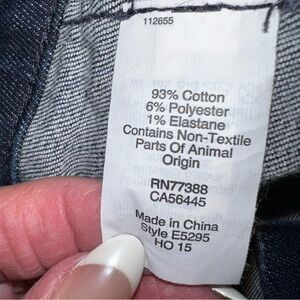 112655
93% Cotton
6% Polyester
1% Elastane
Contains Non-Textile
Parts Of Animal
Origin
RN77388
CA56445
Made in China
Style E5295
HO 15